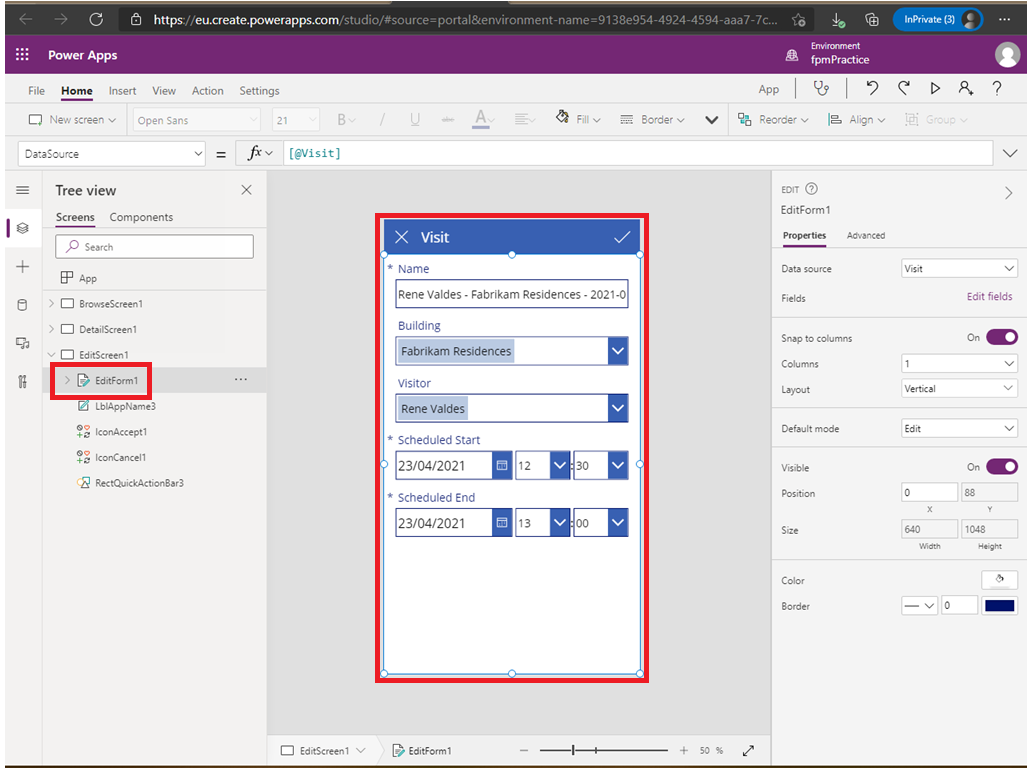 https://eu.create.powerapps.com/studio/#source=portal&environment-name=9138e954-4924-4594-aaa7-7c...
InPrivate (3)
Power Apps
Environment
fpmPractice
File Home Insert View Action Settings App
New screen Open Sans 21 B / U A Fill Border Reorder Align Group
DataSource = fx [@Visit]
Tree view
Screens Components
Search
App
BrowseScreen1
DetailScreen1
EditScreen1
EditForm1 ...
LblAppName3
IconAccept1
IconCancel1
RectQuickActionBar3
Visit
* Name
Rene Valdes - Fabrikam Residences - 2021-0
Building
Fabrikam Residences
Visitor
Rene Valdes
* Scheduled Start
23/04/2021 12 : 30
* Scheduled End
23/04/2021 13 : 00
EditScreen1 EditForm1 − + 50 %
EDIT ?
EditForm1
Properties Advanced
Data source Visit
Fields Edit fields
Snap to columns On
Columns 1
Layout Vertical
Default mode Edit
Visible On
Position 0 88
X Y
Size 640 1048
Width Height
Color
Border 0